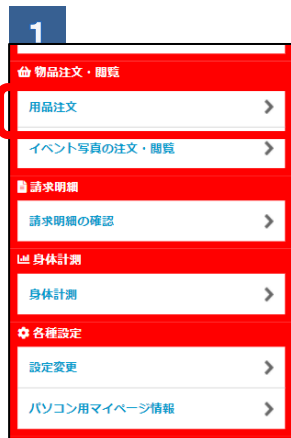 1
物品注文・閲覧
用品注文
イベント写真の注文・閲覧
請求明細
請求明細の確認
身体計測
身体計測
各種設定
設定変更
パソコン用マイページ情報